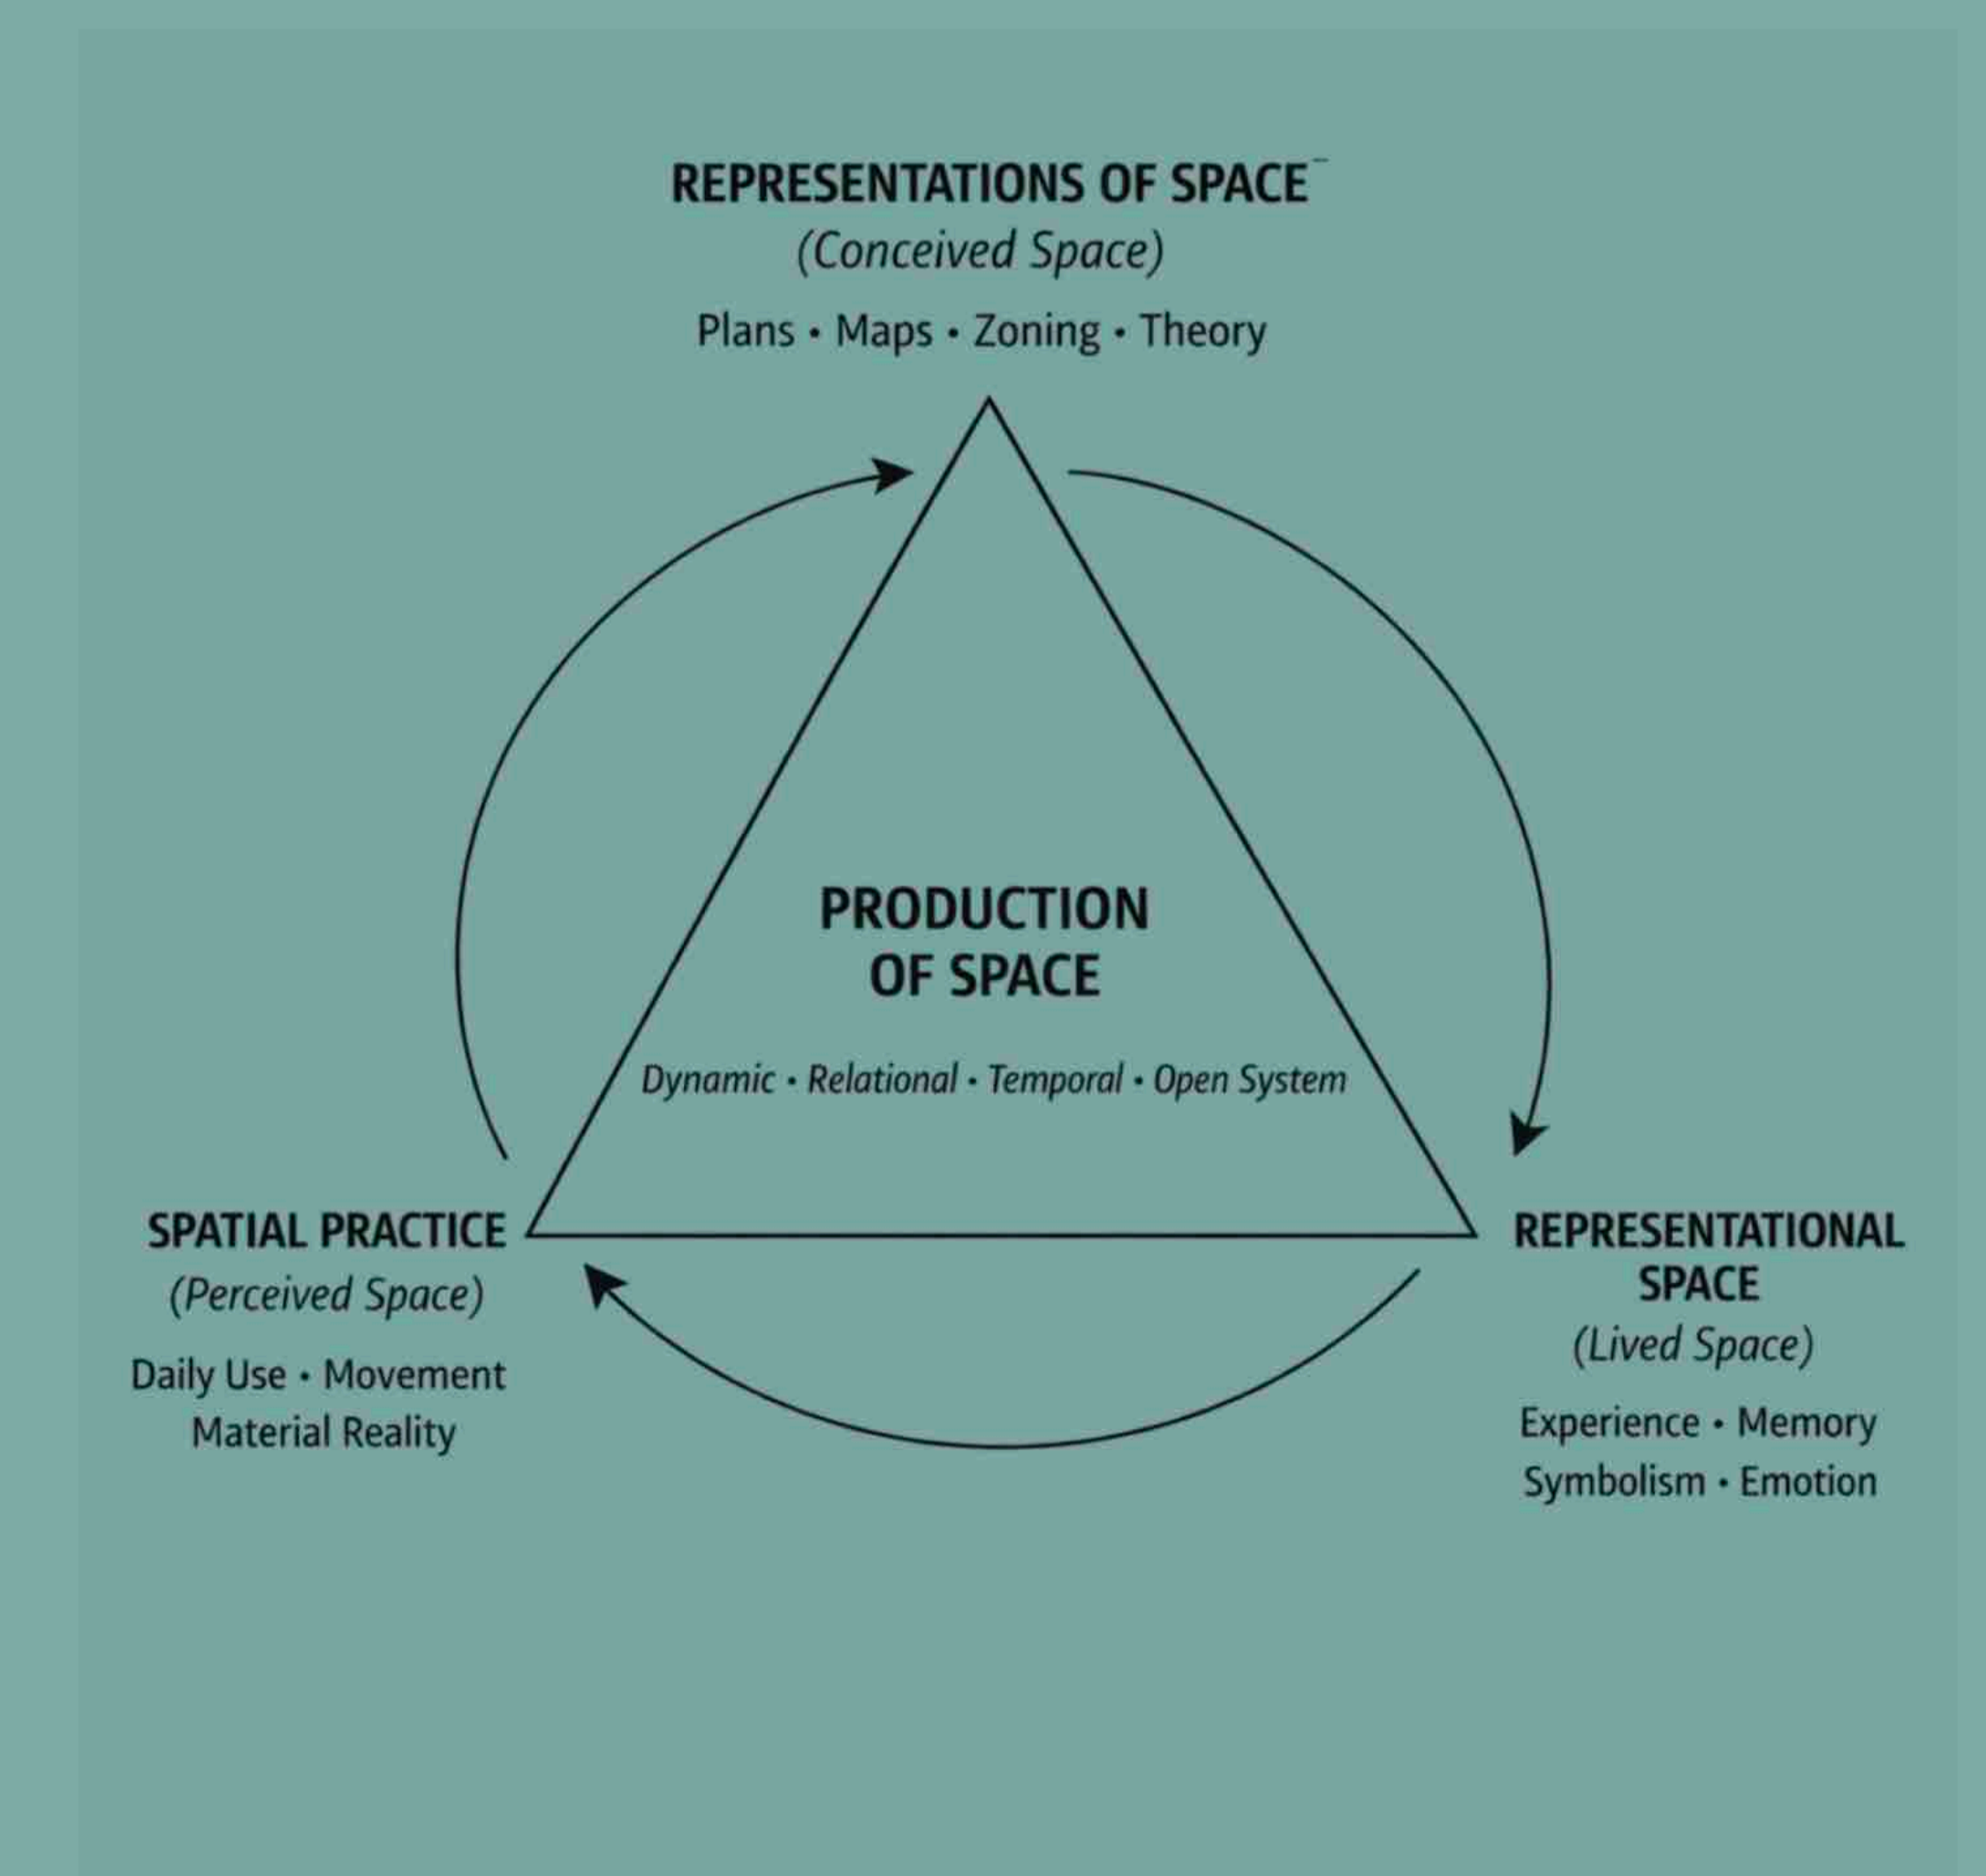 REPRESENTATIONS OF SPACE
(Conceived Space)
Plans • Maps • Zoning • Theory
PRODUCTION
OF SPACE
Dynamic • Relational • Temporal • Open System
SPATIAL PRACTICE
(Perceived Space)
Daily Use • Movement
Material Reality
REPRESENTATIONAL
SPACE
(Lived Space)
Experience • Memory
Symbolism • Emotion